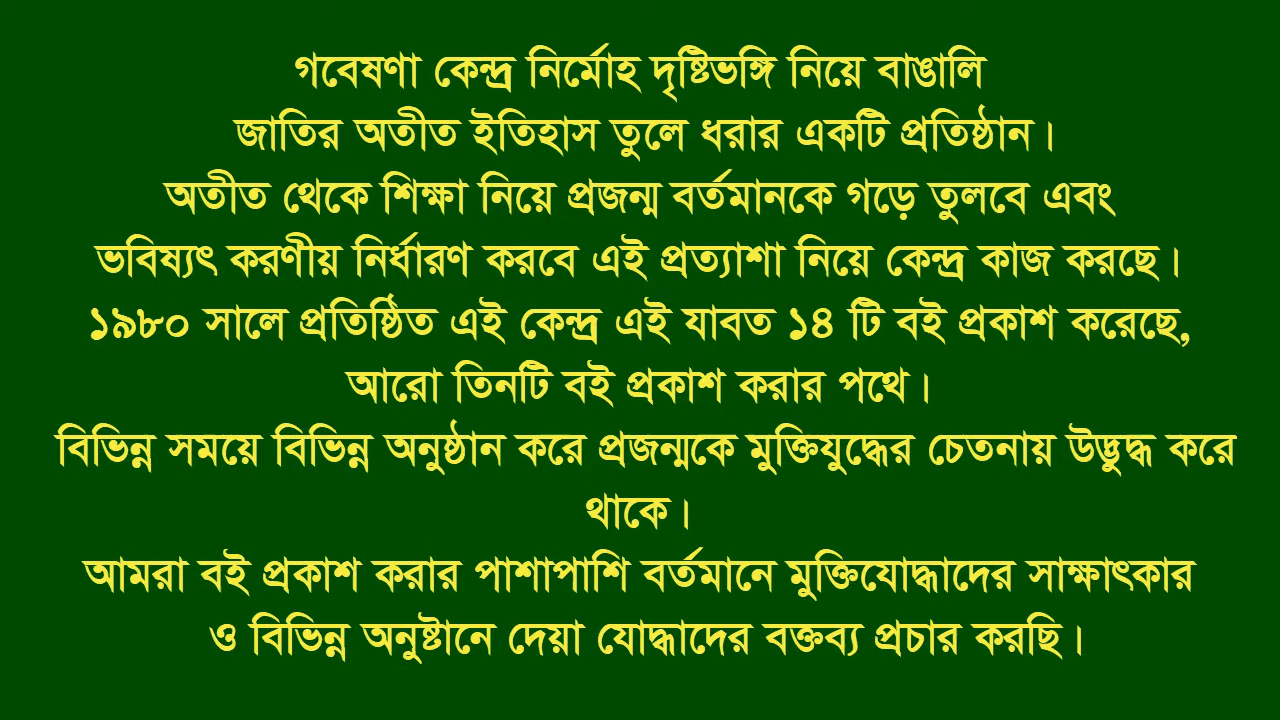 গবেষণা কেন্দ্র নির্মোহ দৃষ্টিভঙ্গি নিয়ে বাঙালি
জাতির অতীত ইতিহাস তুলে ধরার একটি প্রতিষ্ঠান।
অতীত থেকে শিক্ষা নিয়ে প্রজন্ম বর্তমানকে গড়ে তুলবে এবং
ভবিষ্যৎ করণীয় নির্ধারণ করবে এই প্রত্যাশা নিয়ে কেন্দ্র কাজ করছে।
১৯৮০ সালে প্রতিষ্ঠিত এই কেন্দ্র এই যাবত ১৪ টি বই প্রকাশ করেছে,
আরো তিনটি বই প্রকাশ করার পথে।
বিভিন্ন সময়ে বিভিন্ন অনুষ্ঠান করে প্রজন্মকে মুক্তিযুদ্ধের চেতনায় উদ্ভুদ্ধ করে
থাকে।
আমরা বই প্রকাশ করার পাশাপাশি বর্তমানে মুক্তিযোদ্ধাদের সাক্ষাৎকার
ও বিভিন্ন অনুষ্টানে দেয়া যোদ্ধাদের বক্তব্য প্রচার করছি।